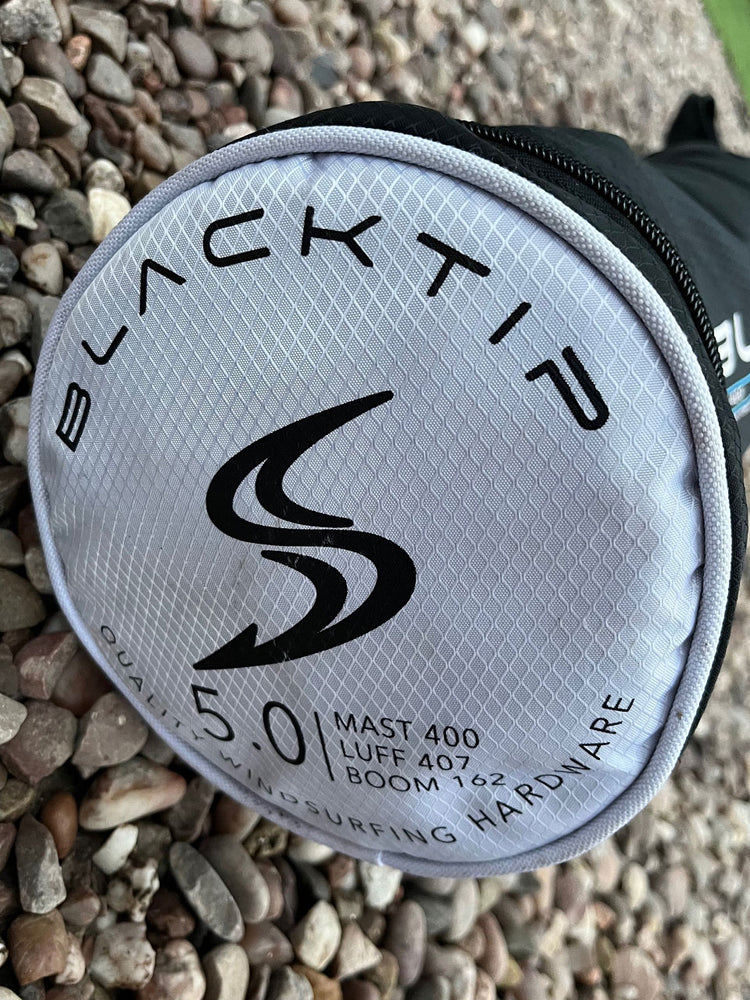 BLACKTIP
5.0
MAST 400
LUFF 407
BOOM 162
QUALITY WINDSURFING HARDWARE